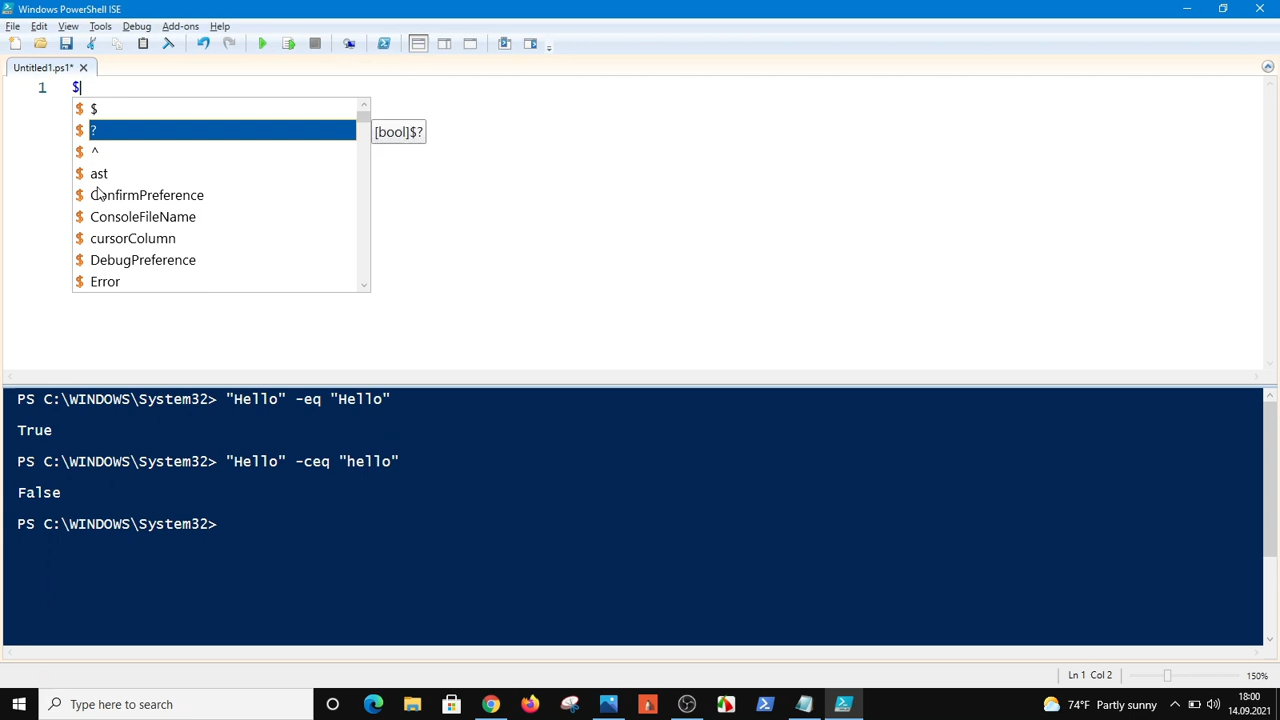 Windows PowerShell ISE
File Edit View Tools Debug Add-ons Help
Untitled1.ps1*
1 $
$ $
$ ? [bool]$?
$ ^
$ ast
$ ConfirmPreference
$ ConsoleFileName
$ cursorColumn
$ DebugPreference
$ Error
PS C:\WINDOWS\System32> "Hello" -eq "Hello"
True
PS C:\WINDOWS\System32> "Hello" -ceq "hello"
False
PS C:\WINDOWS\System32>
Ln 1 Col 2 150%
Type here to search 74°F Partly sunny 18:00
14.09.2021